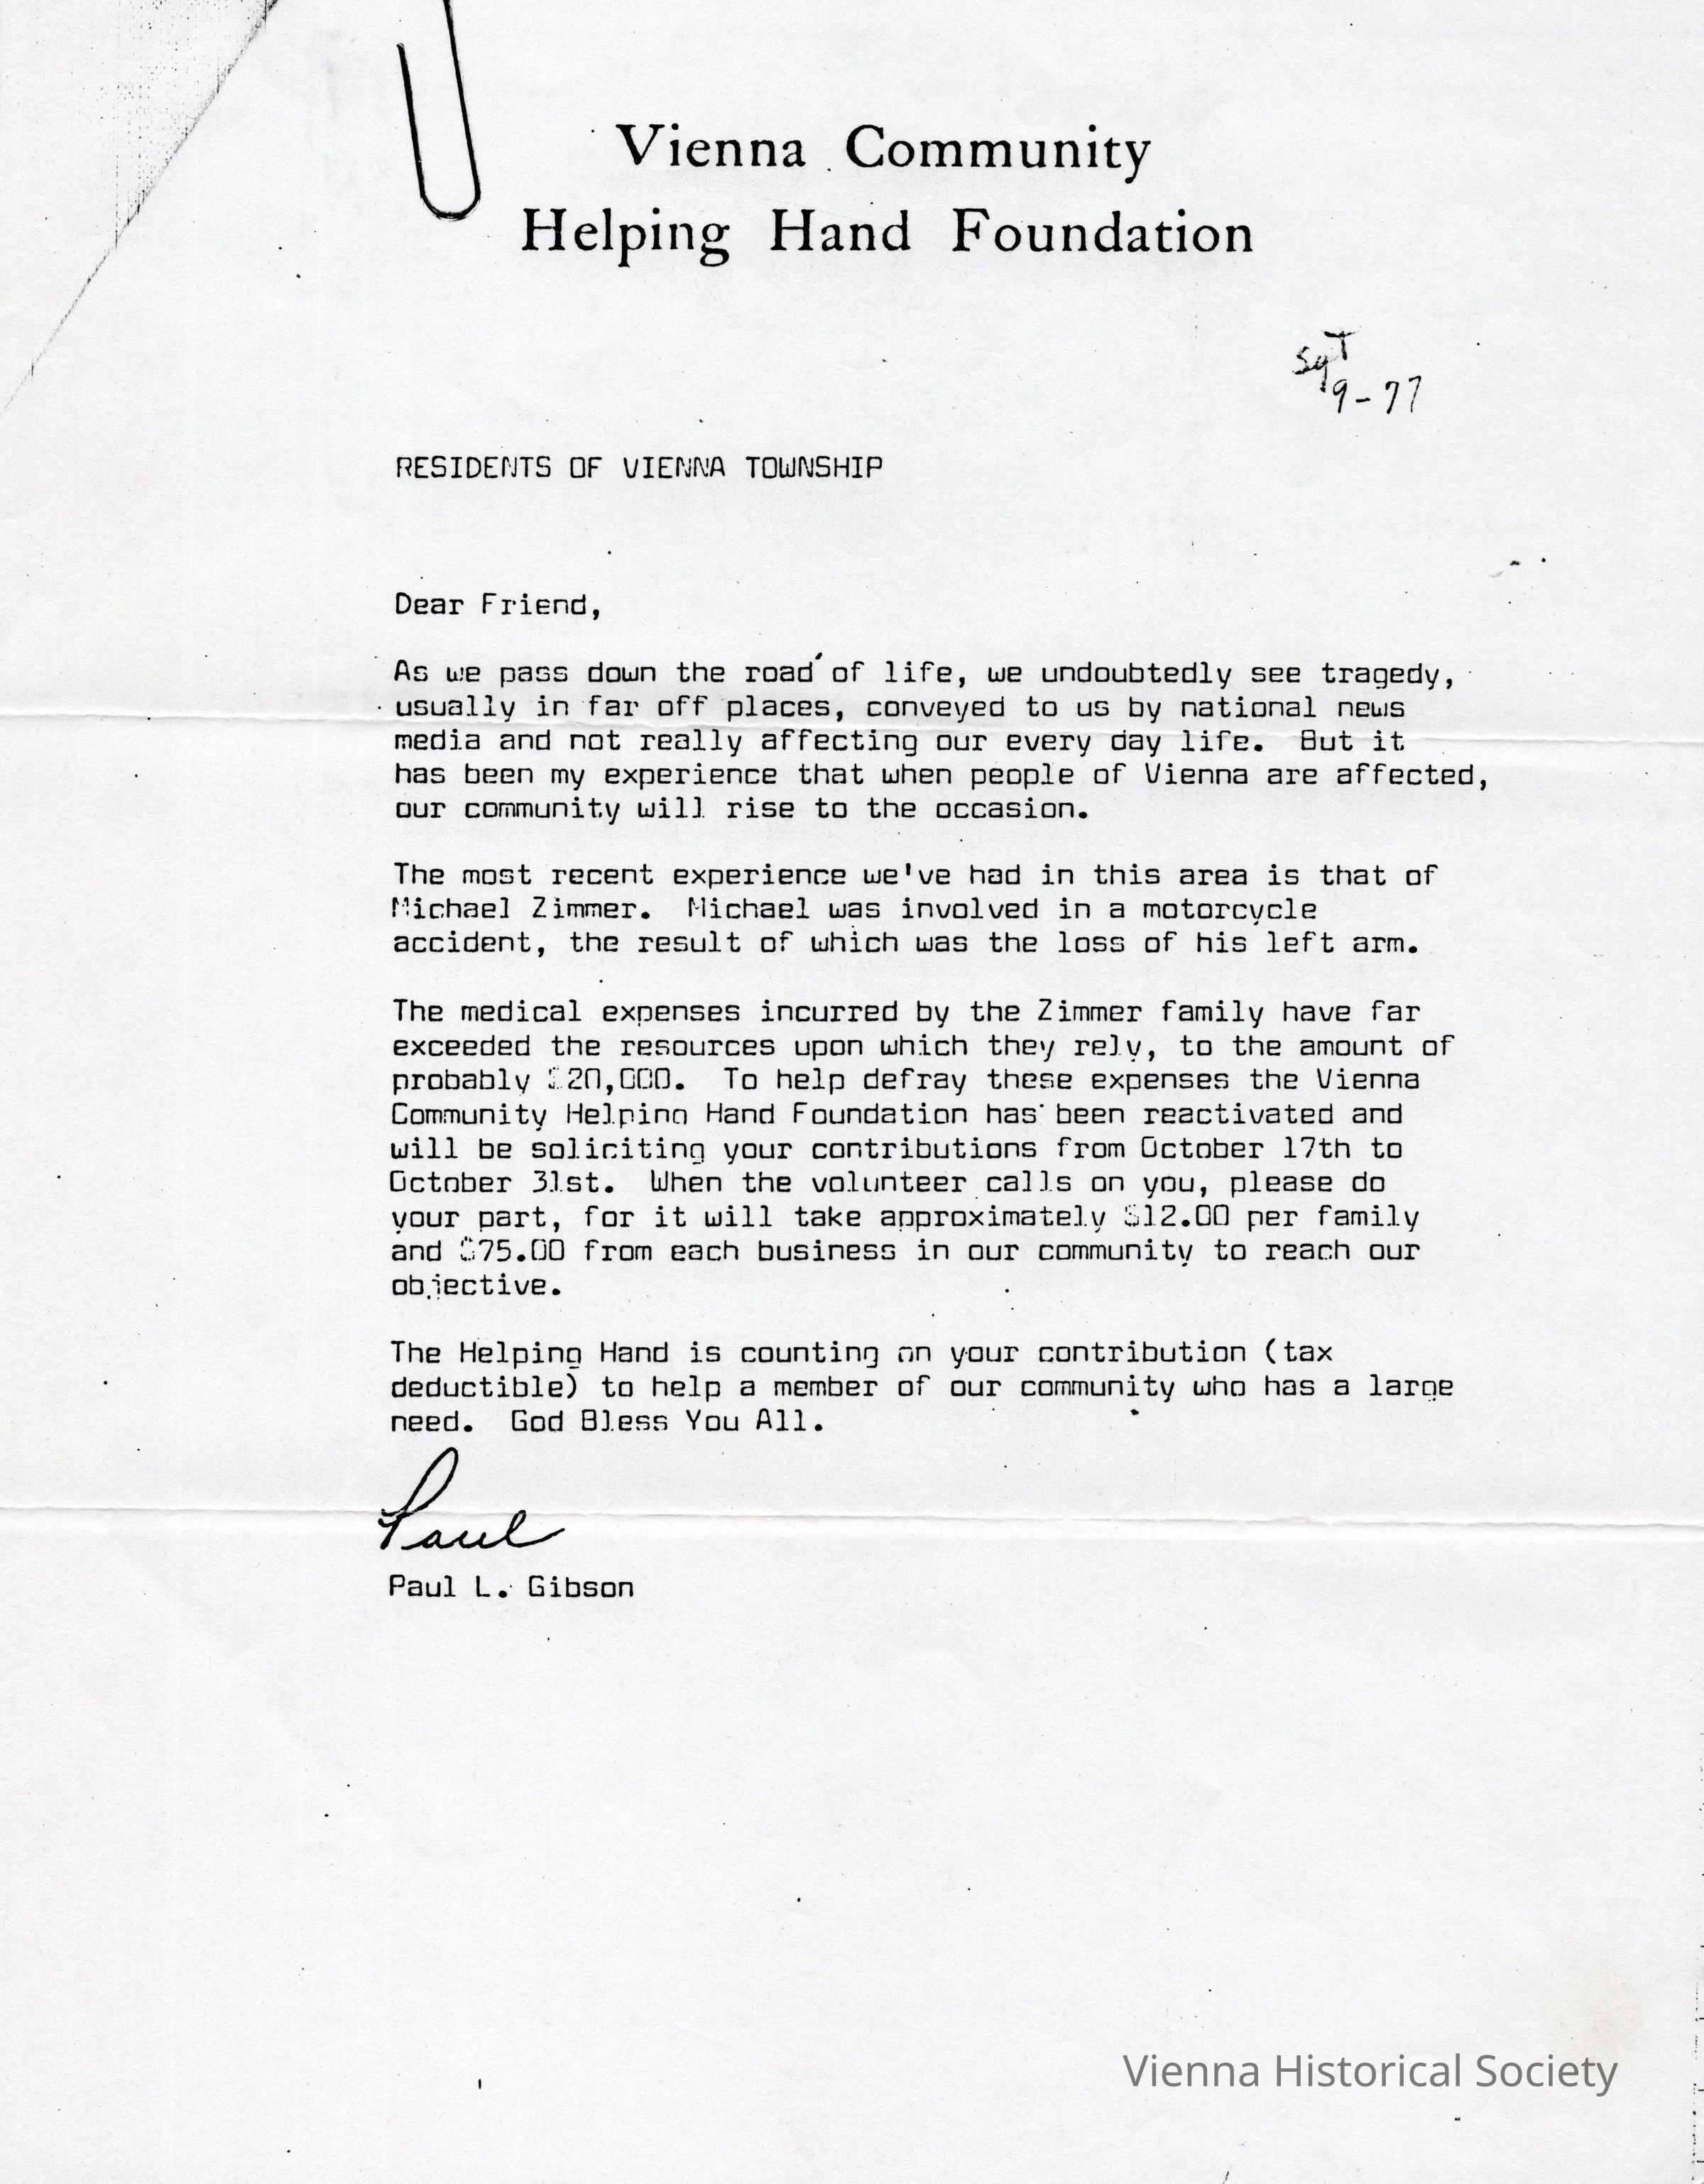 Vienna Community
Helping Hand Foundation
9-77
RESIDENTS OF VIENNA TOWNSHIP
Dear Friend,
As we pass down the road of life, we undoubtedly see tragedy,
usually in far off places, conveyed to us by national news
media and not really affecting our every day life.  But it
has been my experience that when people of Vienna are affected,
our community will rise to the occasion.
The most recent experience we've had in this area is that of
Michael Zimmer.  Michael was involved in a motorcycle
accident, the result of which was the loss of his left arm.
The medical expenses incurred by the Zimmer family have far
exceeded the resources upon which they rely, to the amount of
probably $20,000.  To help defray these expenses the Vienna
Community Helping Hand Foundation has been reactivated and
will be soliciting your contributions from October 17th to
October 31st.  When the volunteer calls on you, please do
your part, for it will take approximately $12.00 per family
and $75.00 from each business in our community to reach our
objective.
The Helping Hand is counting on your contribution (tax
deductible) to help a member of our community who has a large
need.  God Bless You All.
Paul
Paul L. Gibson
Vienna Historical Society